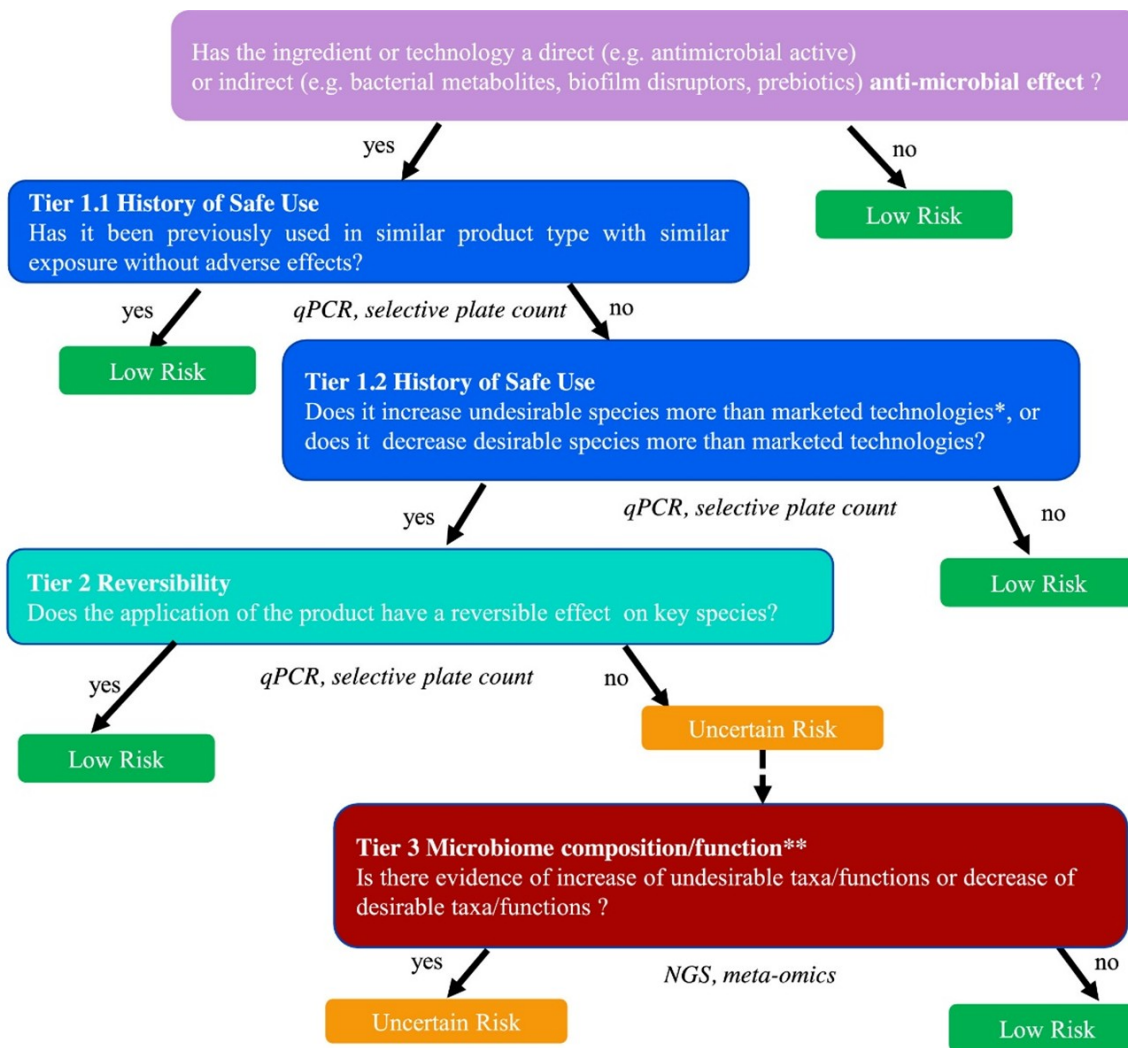 Has the ingredient or technology a direct (e.g. antimicrobial active)
or indirect (e.g. bacterial metabolites, biofilm disruptors, prebiotics) anti-microbial effect ?
yes
no
Tier 1.1 History of Safe Use
Has it been previously used in similar product type with similar
exposure without adverse effects?
Low Risk
yes
qPCR, selective plate count
no
Low Risk
Tier 1.2 History of Safe Use
Does it increase undesirable species more than marketed technologies*, or
does it decrease desirable species more than marketed technologies?
yes
qPCR, selective plate count
no
Tier 2 Reversibility
Does the application of the product have a reversible effect on key species?
Low Risk
yes
qPCR, selective plate count
no
Low Risk
Uncertain Risk
Tier 3 Microbiome composition/function**
Is there evidence of increase of undesirable taxa/functions or decrease of
desirable taxa/functions ?
yes
NGS, meta-omics
no
Uncertain Risk
Low Risk